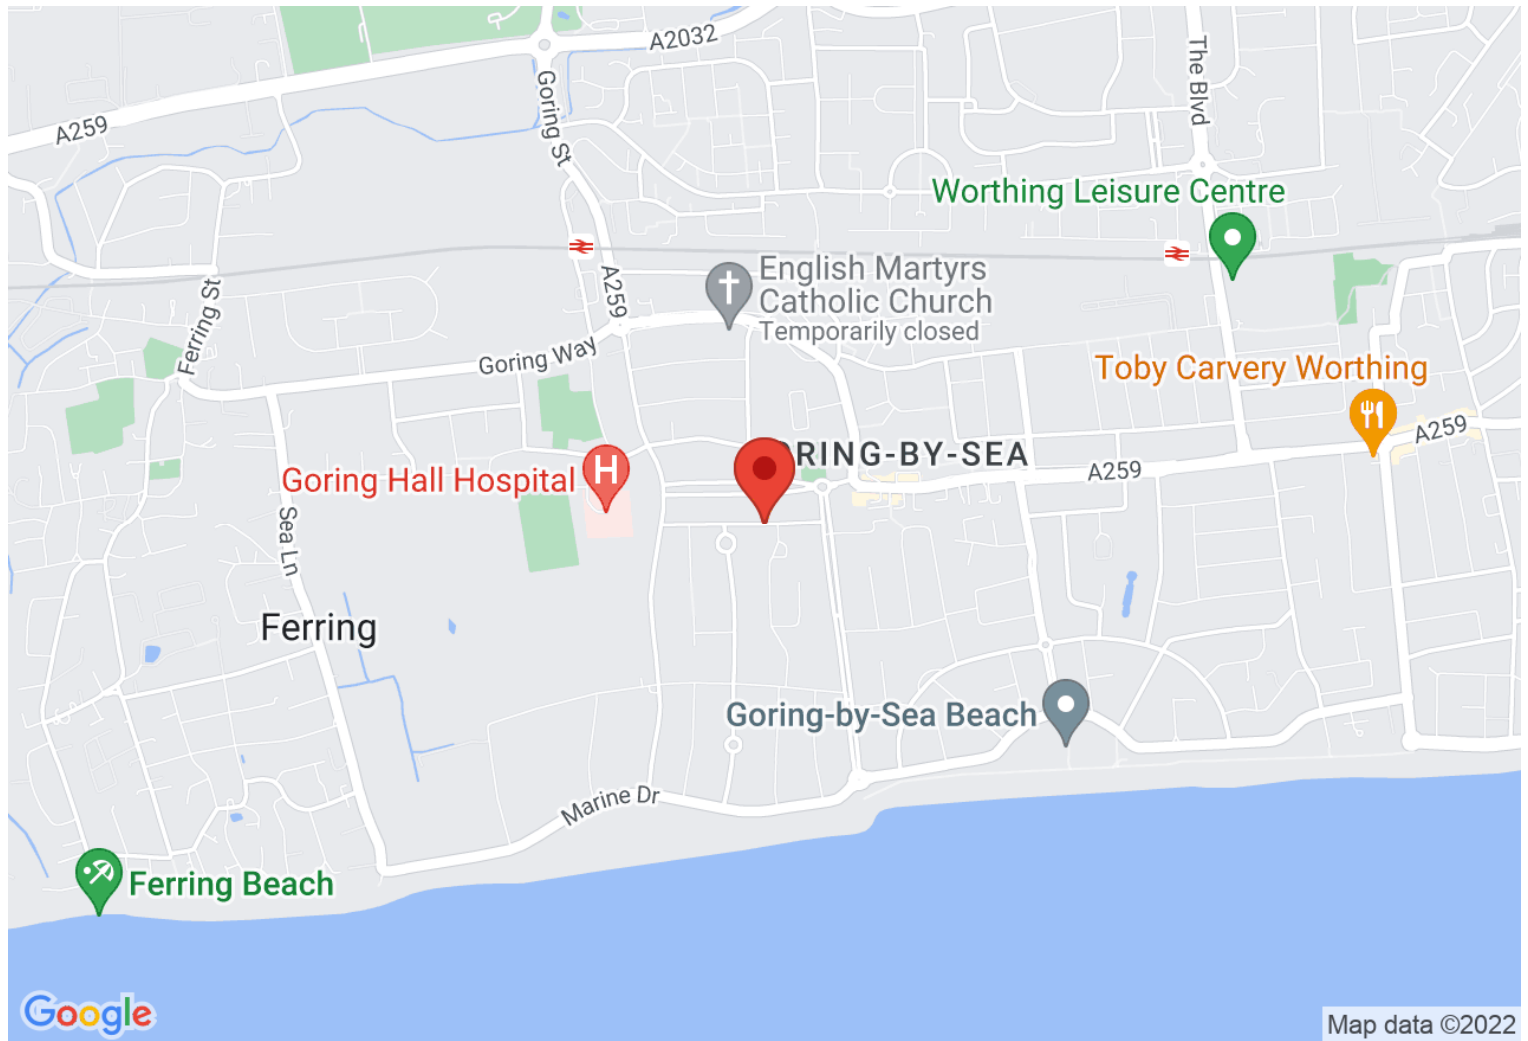 A2032
The Blvd
Goring St
A259
Worthing Leisure Centre
English Martyrs
Catholic Church
Temporarily closed
A259
Ferring St
Goring Way
Toby Carvery Worthing
A259
RING-BY-SEA
A259
H
Goring Hall Hospital
Sea Ln
Ferring
Goring-by-Sea Beach
Marine Dr
Ferring Beach
Google
Map data ©2022